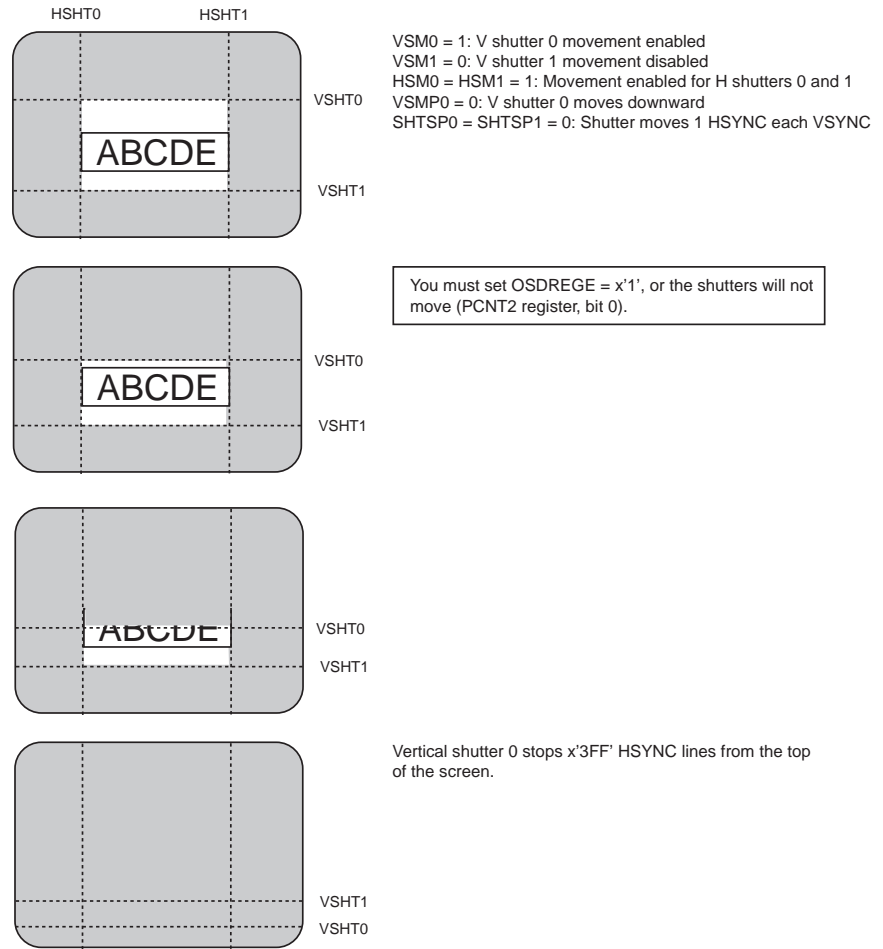 HSHT0 HSHT1
VSM0 = 1: V shutter 0 movement enabled
VSM1 = 0: V shutter 1 movement disabled
HSM0 = HSM1 = 1: Movement enabled for H shutters 0 and 1
VSMP0 = 0: V shutter 0 moves downward
SHTSP0 = SHTSP1 = 0: Shutter moves 1 HSYNC each VSYNC
VSHT0
ABCDE
VSHT1
You must set OSDREGE = x'1', or the shutters will not
move (PCNT2 register, bit 0).
VSHT0
ABCDE
VSHT1
VSHT0
ABCDE
VSHT1
Vertical shutter 0 stops x'3FF' HSYNC lines from the top
of the screen.
VSHT1
VSHT0